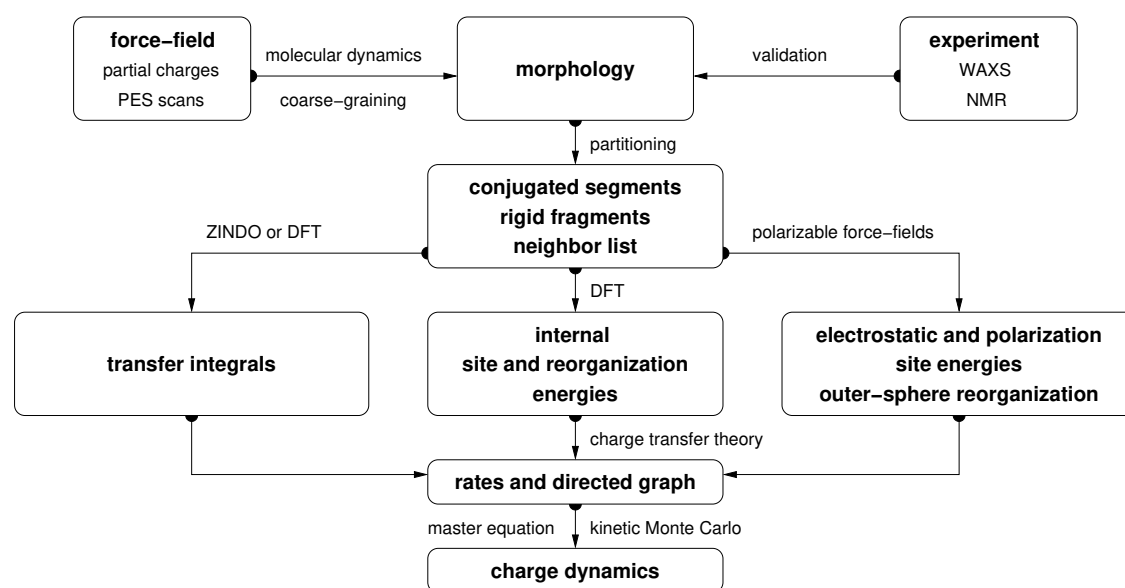 force−field
partial charges
PES scans
molecular dynamics
coarse−graining
morphology
validation
experiment
WAXS
NMR
partitioning
conjugated segments
rigid fragments
neighbor list
ZINDO or DFT
polarizable force−fields
DFT
transfer integrals
internal
site and reorganization
energies
electrostatic and polarization
site energies
outer−sphere reorganization
charge transfer theory
rates and directed graph
master equation
kinetic Monte Carlo
charge dynamics